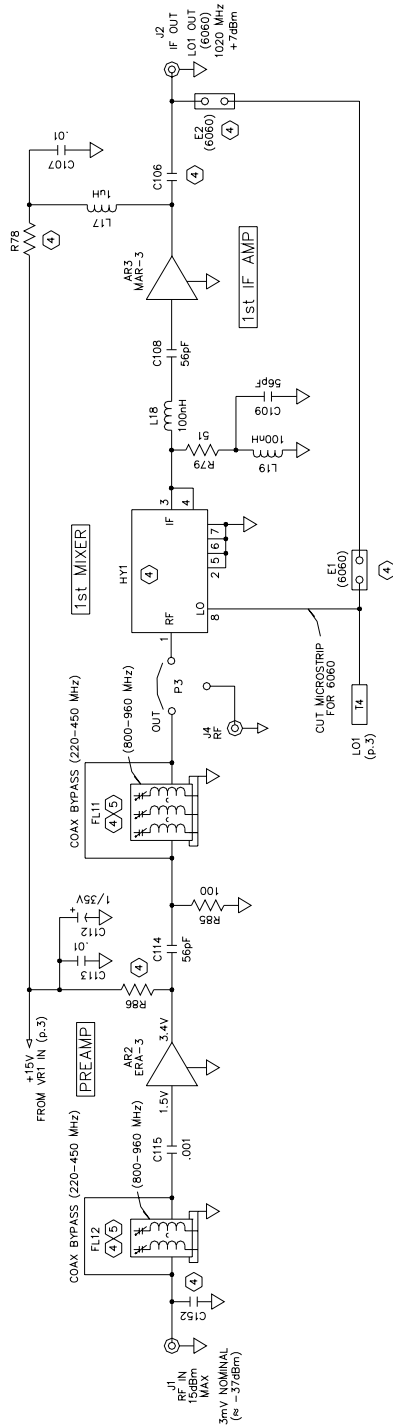 J1
RF IN
15dBm
MAX
3mV NOMINAL
(≈ -37dBm)
C152
4
COAX BYPASS (220-450 MHz)
FL12
4 5
(800-960 MHz)
C115
.001
PREAMP
AR2
ERA-3
1.5V
3.4V
+15V
FROM VR1 IN (p.3)
R86
4
C113
.01
C112
1/35V
+
C114
56pF
R85
100
COAX BYPASS (220-450 MHz)
FL11
4 5
(800-960 MHz)
OUT
P3
J4
RF
1st MIXER
HY1
4
RF
LO
IF
1
8
3
4
2 5 6 7
CUT MICROSTRIP
FOR 6060
T4
LO1
(p.3)
E1
(6060)
4
R79
51
L18
100nH
L19
100nH
C109
56pF
C108
56pF
AR3
MAR-3
1st IF AMP
R78
4
L17
1uH
C107
.01
C106
4
E2
(6060)
4
J2
IF OUT
LO1 OUT
(6060)
1020 MHz
+7dBm